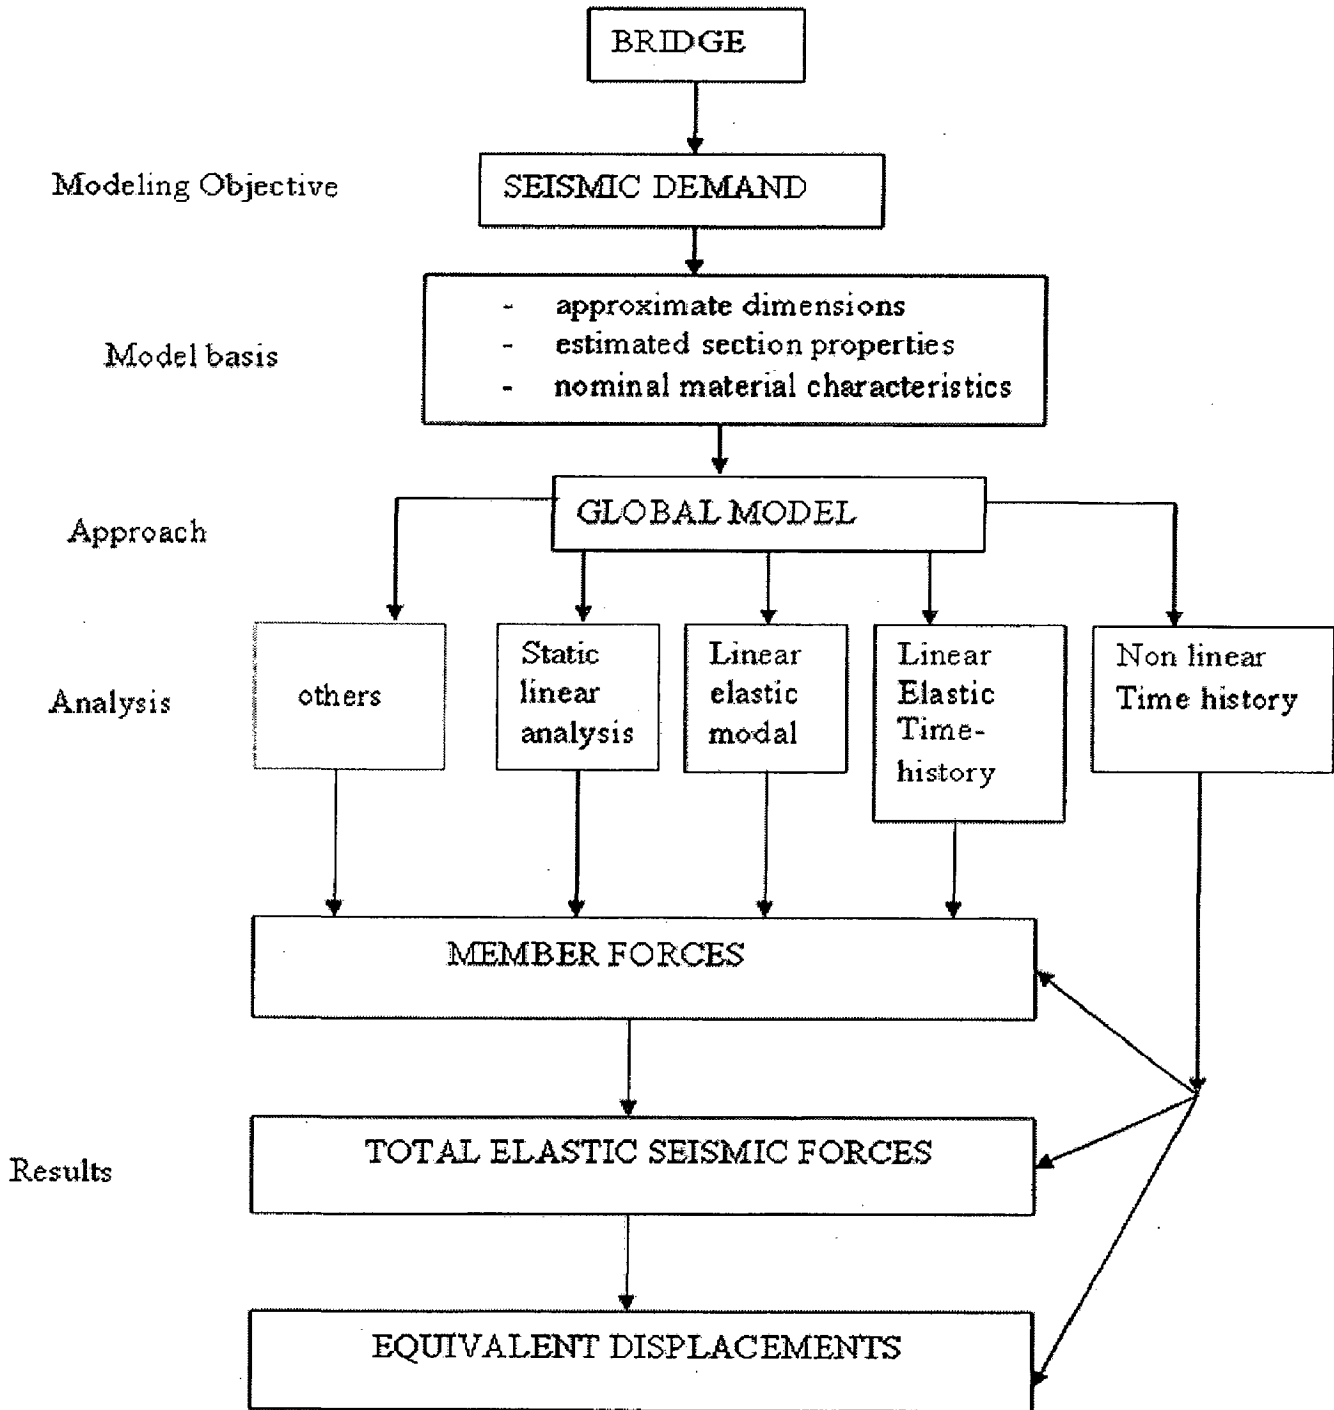 BRIDGE
Modeling Objective
SEISMIC DEMAND
Model basis
- approximate dimensions
- estimated section properties
- nominal material characteristics
Approach
GLOBAL MODEL
Analysis
others
Static
linear
analysis
Linear
elastic
modal
Linear
Elastic
Time-
history
Non linear
Time history
MEMBER FORCES
Results
TOTAL ELASTIC SEISMIC FORCES
EQUIVALENT DISPLACEMENTS